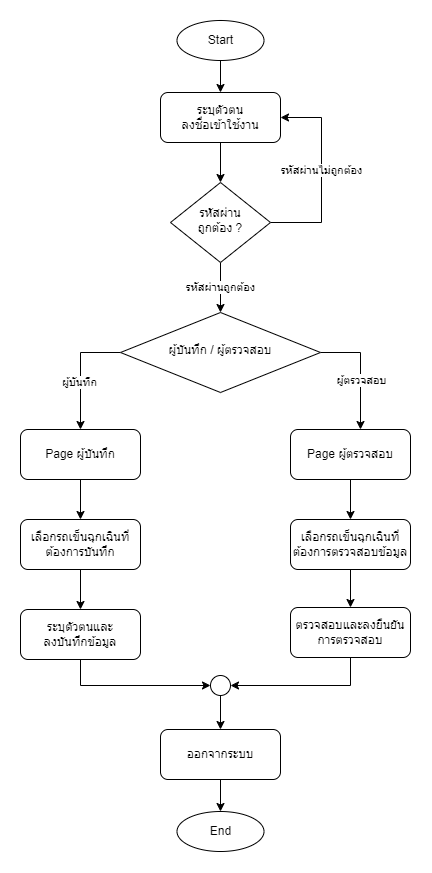 Start
ระบุตัวตน
ลงชื่อเข้าใช้งาน
รหัสผ่านไม่ถูกต้อง
รหัสผ่าน
ถูกต้อง ?
รหัสผ่านถูกต้อง
ผู้บันทึก / ผู้ตรวจสอบ
ผู้บันทึก
ผู้ตรวจสอบ
Page ผู้บันทึก
Page ผู้ตรวจสอบ
เลือกรถเข็นฉุกเฉินที่
ต้องการบันทึก
เลือกรถเข็นฉุกเฉินที่
ต้องการตรวจสอบข้อมูล
ระบุตัวตนและ
ลงบันทึกข้อมูล
ตรวจสอบและลงยืนยัน
การตรวจสอบ
ออกจากระบบ
End